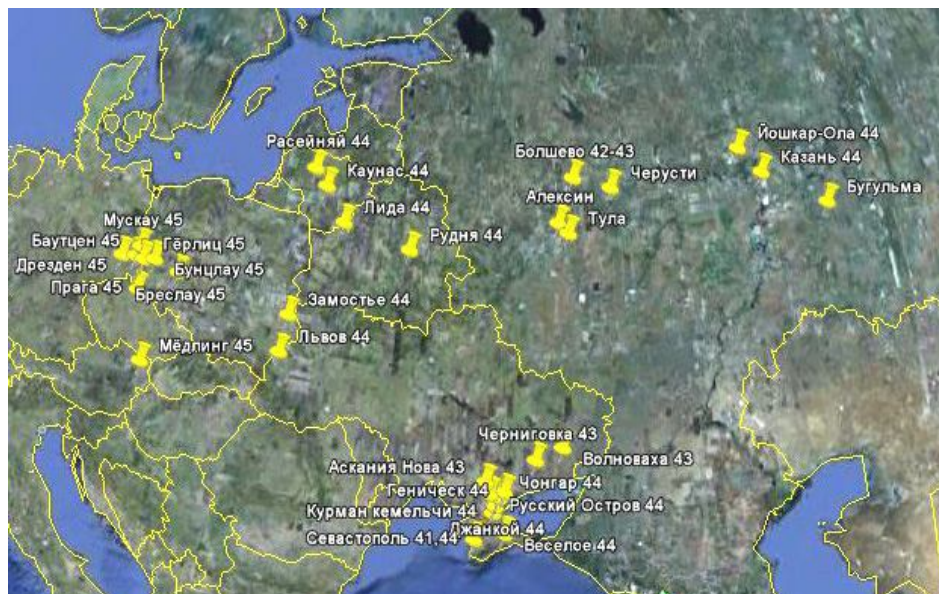 Йошкар-Ола 44
Расейняй 44
Болшево 42-43
Казань 44
Каунас 44
Черусти
Бугульма
Алексин
Лида 44
Мускау 45
Тула
Рудня 44
Баутцен 45
Гёрлиц 45
Дрезден 45
Бунцлау 45
Прага 45
Бреслау 45
Замостье 44
Львов 44
Мёдлинг 45
Черниговка 43
Волноваха 43
Аскания Нова 43
Чонгар 44
Геническ 44
Русский Остров 44
Курман кемельчи 44
Джанкой 44
Севастополь 41,44
Веселое 44